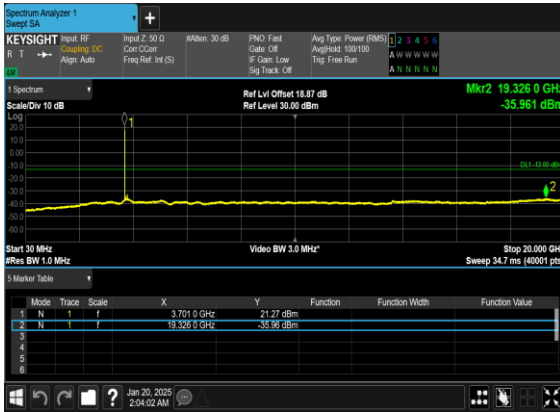 Spectrum Analyzer 1
Swept SA
KEYSIGHT
R T
LW
Input: RF
Coupling: DC
Align: Auto
Input Z: 50 Ω
Corr CCorr
Freq Ref: Int (S)
#Atten: 30 dB
PNO: Fast
Gate: Off
IF Gain: Low
Sig Track: Off
Avg Type: Power (RMS)
Avg|Hold: 100/100
Trig: Free Run
1 2 3 4 5 6
A W W W W W
A N N N N N
1 Spectrum
Scale/Div 10 dB
Ref Lvl Offset 18.87 dB
Ref Level 30.00 dBm
Mkr2 19.326 0 GHz
-35.961 dBm
Log
20.0
10.0
0.00
-10.0
-20.0
-30.0
-40.0
-50.0
-60.0
1
DL1 -13.00 dBm
2
Start 30 MHz
#Res BW 1.0 MHz
Video BW 3.0 MHz*
Stop 20.000 GHz
Sweep 34.7 ms (40001 pts)
5 Marker Table
Mode Trace Scale X Y Function Function Width Function Value
1 N 1 f 3.701 0 GHz 21.27 dBm
2 N 1 f 19.326 0 GHz -35.96 dBm
3
4
5
6
?
Jan 20, 2025
2:04:02 AM